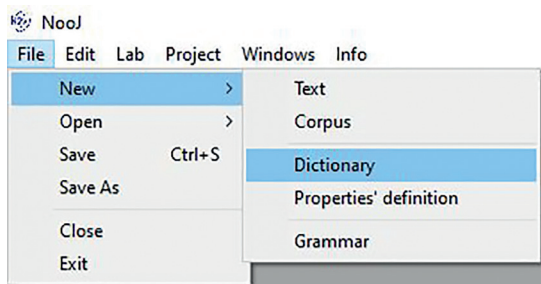 NooJ
File Edit Lab Project Windows Info
New >
Open >
Save Ctrl+S
Save As
Close
Exit
Text
Corpus
Dictionary
Properties' definition
Grammar